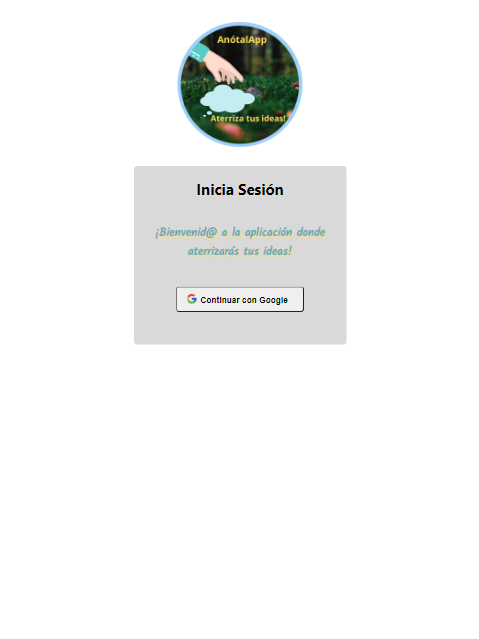 AnótalApp
Aterriza tus ideas!
Inicia Sesión
¡Bienvenid@ a la aplicación donde
aterrizarás tus ideas!
Continuar con Google